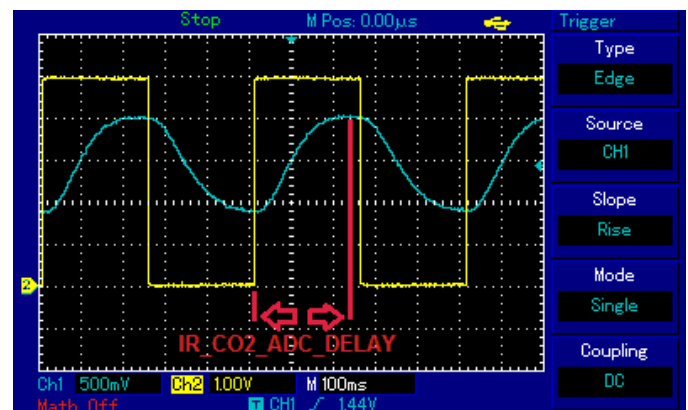 Stop M Pos: 0.00μs Trigger
Type
Edge
Source
CH1
Slope
Rise
Mode
Single
Coupling
DC
2
IR_CO2_ADC_DELAY
Ch1 500mV Ch2 1.00V M 100ms
Math Off T CH1 1.44V